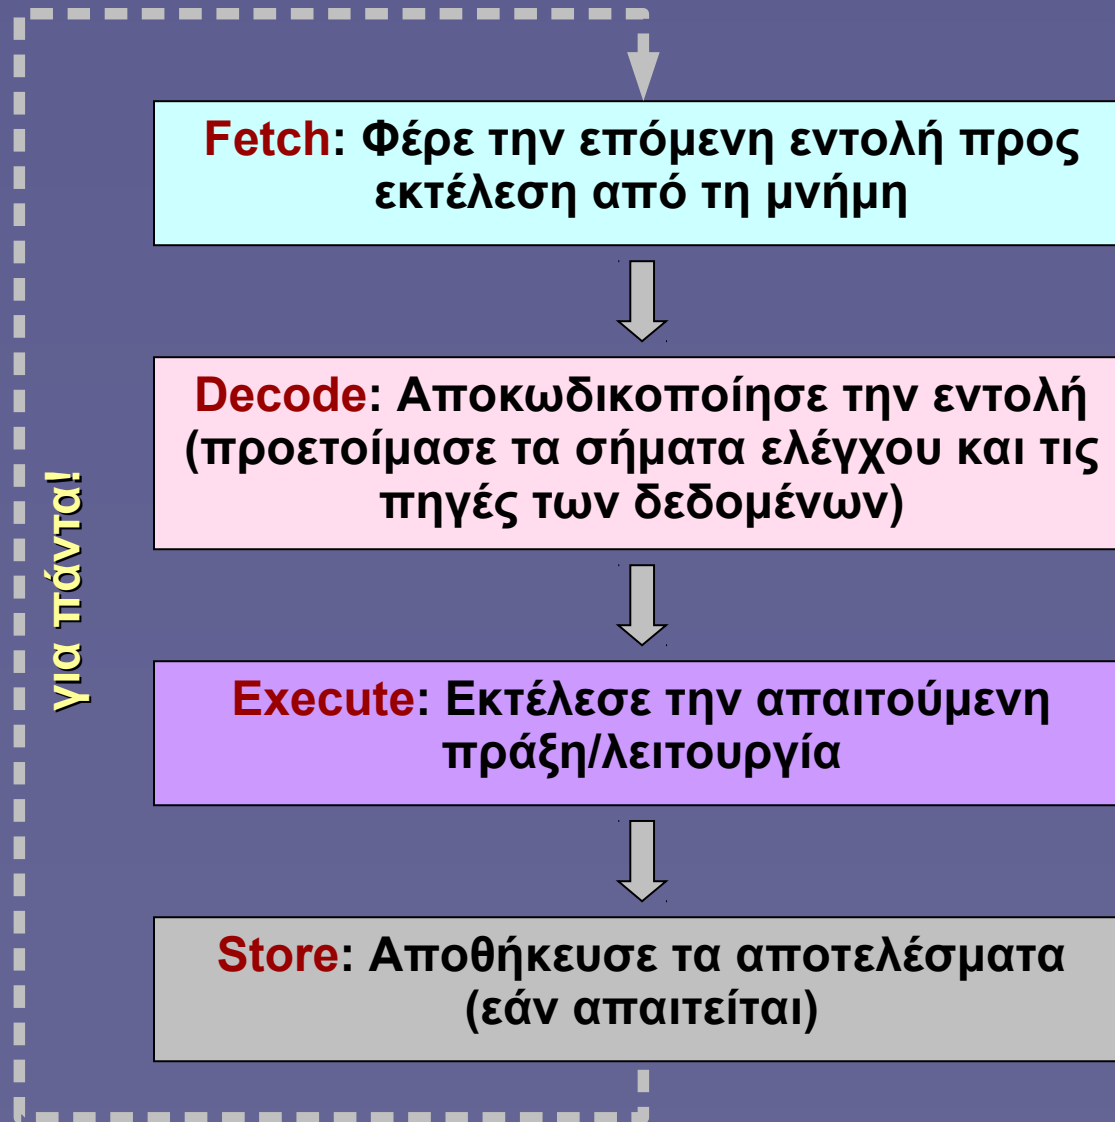 Fetch: Φέρε την επόμενη εντολή προς
εκτέλεση από τη μνήμη
Decode: Αποκωδικοποίησε την εντολή
(προετοίμασε τα σήματα ελέγχου και τις
πηγές των δεδομένων)
για πάντα!
Execute: Εκτέλεσε την απαιτούμενη
πράξη/λειτουργία
Store: Αποθήκευσε τα αποτελέσματα
(εάν απαιτείται)